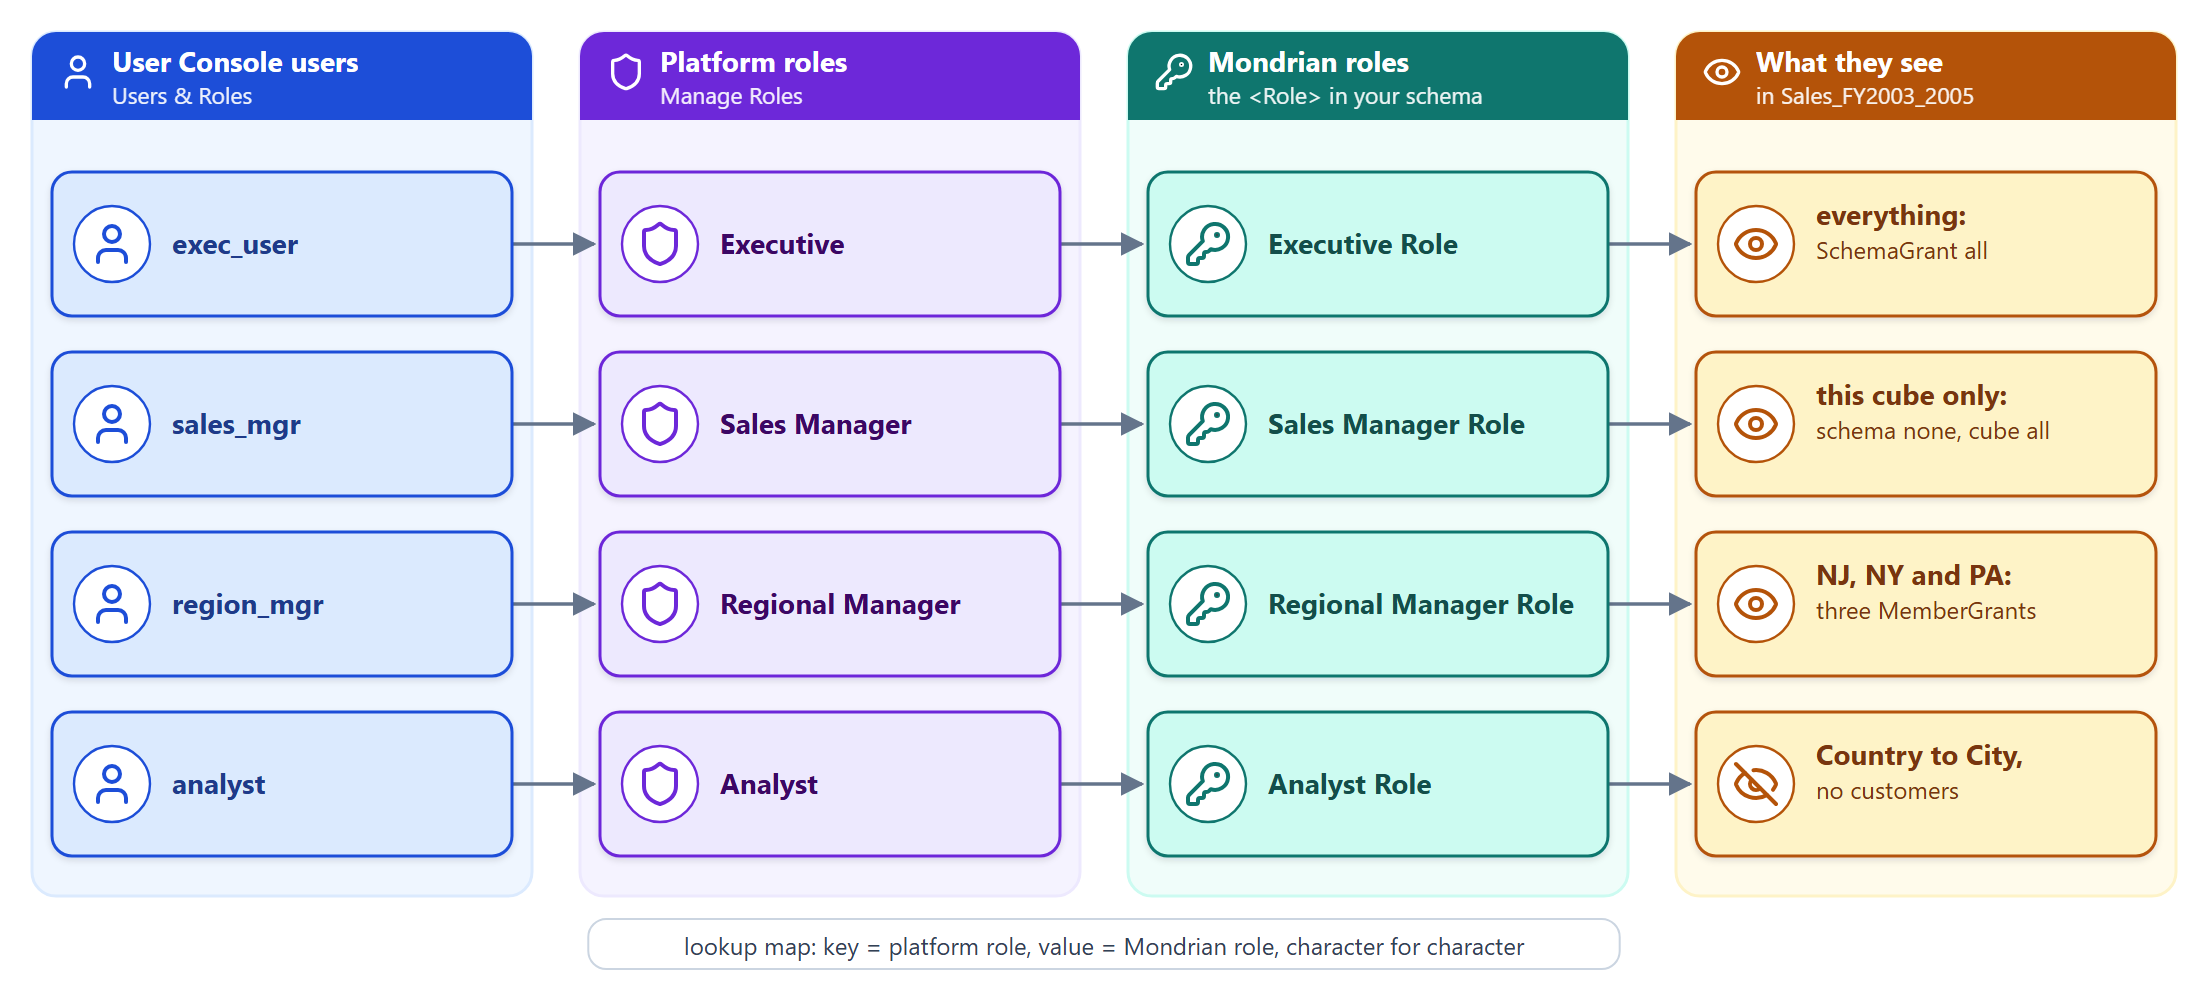 User Console users
Users & Roles
Platform roles
Manage Roles
Mondrian roles
the <Role> in your schema
What they see
in Sales_FY2003_2005
exec_user
Executive
Executive Role
everything:
SchemaGrant all
sales_mgr
Sales Manager
Sales Manager Role
this cube only:
schema none, cube all
region_mgr
Regional Manager
Regional Manager Role
NJ, NY and PA:
three MemberGrants
analyst
Analyst
Analyst Role
Country to City,
no customers
lookup map: key = platform role, value = Mondrian role, character for character